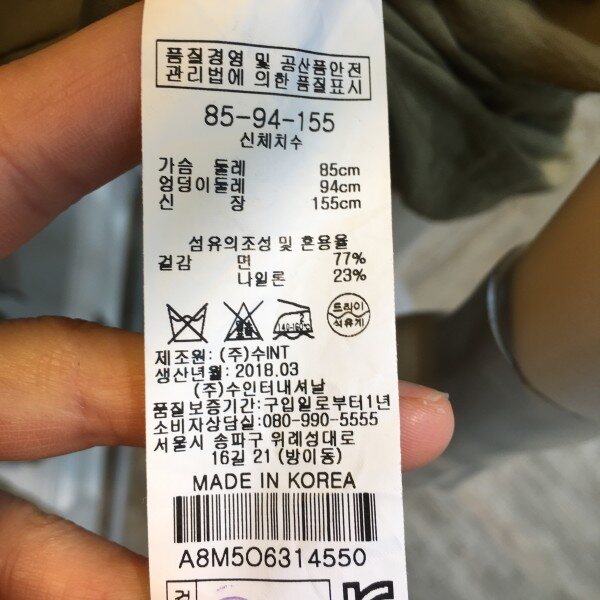 품질경영 및 공산품안전
관리법에 의한 품질표시
85-94-155
신체치수
가슴 둘레 85cm
엉덩이둘레 94cm
신 장 155cm
섬유의조성 및 혼용율
겉감 면 77%
나일론 23%
드라이
석유계
제조원: (주)수INT
생산년월: 2018.03
(주)수인터내셔날
품질보증기간:구입일로부터1년
소비자상담실:080-990-5555
서울시 송파구 위례성대로
16길 21 (방이동)
MADE IN KOREA
A8M5O6314550